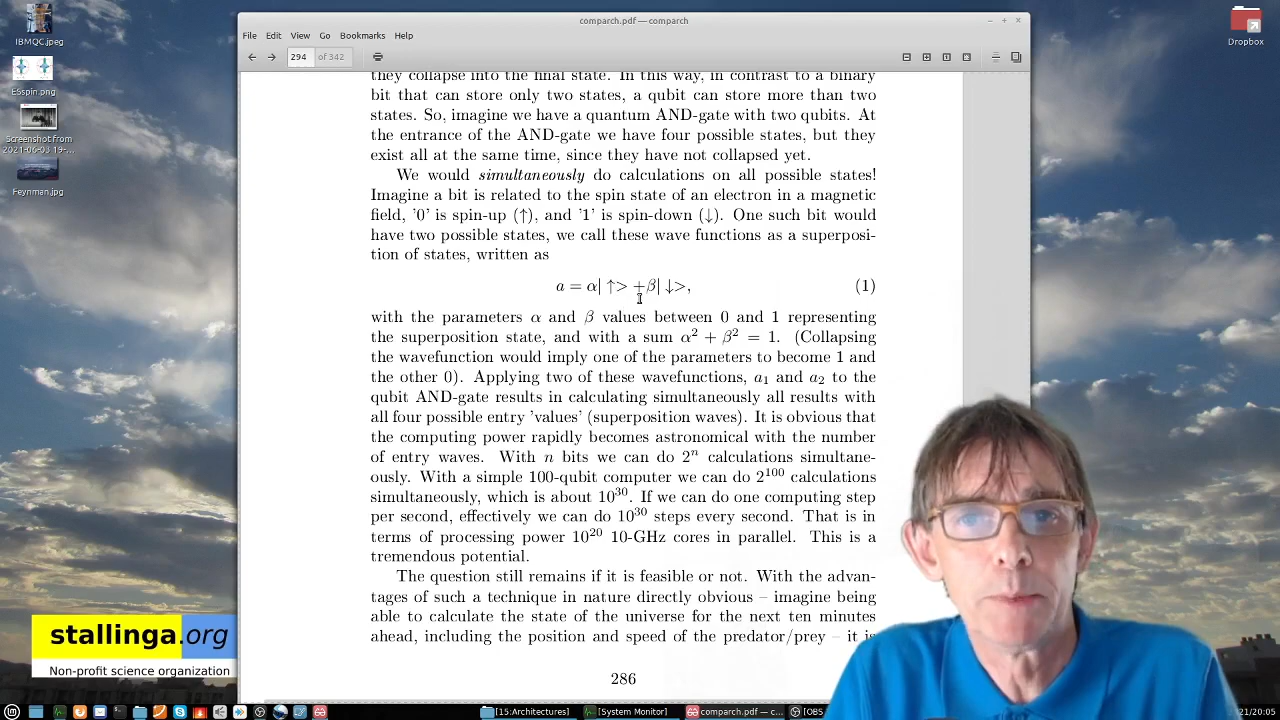 IBMQC.jpeg
ESspin.png
Screenshot from
2021-06-03 19-...
Feynman.jpg
Dropbox
comparch.pdf — comparch
File Edit View Go Bookmarks Help
294 of 342
they collapse into the final state. In this way, in contrast to a binary
bit that can store only two states, a qubit can store more than two
states. So, imagine we have a quantum AND-gate with two qubits. At
the entrance of the AND-gate we have four possible states, but they
exist all at the same time, since they have not collapsed yet.
We would simultaneously do calculations on all possible states!
Imagine a bit is related to the spin state of an electron in a magnetic
field, '0' is spin-up (↑), and '1' is spin-down (↓). One such bit would
have two possible states, we call these wave functions as a superposi-
tion of states, written as
a = α| ↑> +β| ↓>, (1)
with the parameters α and β values between 0 and 1 representing
the superposition state, and with a sum α² + β² = 1. (Collapsing
the wavefunction would imply one of the parameters to become 1 and
the other 0). Applying two of these wavefunctions, a₁ and a₂ to the
qubit AND-gate results in calculating simultaneously all results with
all four possible entry 'values' (superposition waves). It is obvious that
the computing power rapidly becomes astronomical with the number
of entry waves. With n bits we can do 2ⁿ calculations simultane-
ously. With a simple 100-qubit computer we can do 2¹⁰⁰ calculations
simultaneously, which is about 10³⁰. If we can do one computing step
per second, effectively we can do 10³⁰ steps every second. That is in
terms of processing power 10²⁰ 10-GHz cores in parallel. This is a
tremendous potential.
The question still remains if it is feasible or not. With the advan-
tages of such a technique in nature directly obvious – imagine being
able to calculate the state of the universe for the next ten minutes
ahead, including the position and speed of the predator/prey – it is
286
stallinga.org
Non-profit science organization
[15:Architectures] [System Monitor] comparch.pdf — c... [OBS 21/20:05